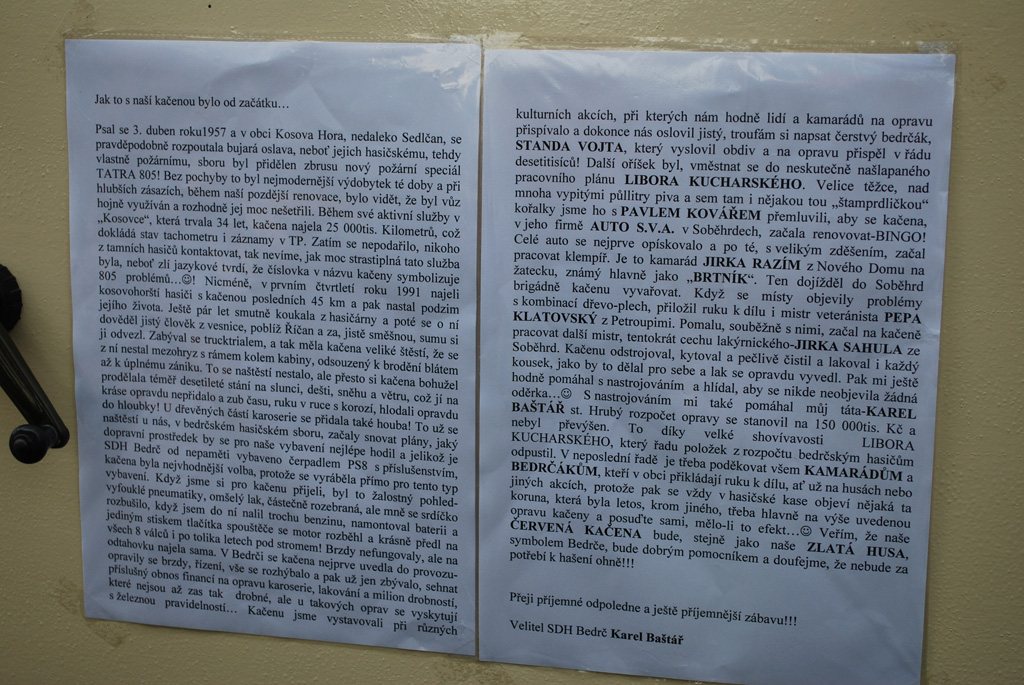 Jak to s naší kačenou bylo od začátku…
Psal se 3. duben roku1957 a v obci Kosova Hora, nedaleko Sedlčan, se
pravděpodobně rozpoutala bujará oslava, neboť jejich hasičskému, tehdy
vlastně požárnímu, sboru byl přidělen zbrusu nový požární speciál
TATRA 805! Bez pochyby to byl nejmodernější výdobytek té doby a při
hlubších zásazích, během naší pozdější renovace, bylo vidět, že byl vůz
hojně využíván a rozhodně jej moc nešetřili. Během své aktivní služby v
„Kosovce“, která trvala 34 let, kačena najela 25 000tis. Kilometrů, což
dokládá stav tachometru i záznamy v TP. Zatím se nepodařilo, nikoho
z tamních hasičů kontaktovat, tak nevíme, jak moc strastiplná tato služba
byla, neboť zlí jazykové tvrdí, že číslovka v názvu kačeny symbolizuje
805 problémů…☺! Nicméně, v prvním čtvrtletí roku 1991 najeli
kosovohorští hasiči s kačenou posledních 45 km a pak nastal podzim
jejího života. Ještě pár let smutně koukala z hasičárny a poté se o ní
dověděl jistý člověk z vesnice, poblíž Říčan a za, jistě směšnou, sumu si
ji odvezl. Zabýval se trucktrialem, a tak měla kačena veliké štěstí, že se
z ní nestal mezohryz s rámem kolem kabiny, odsouzený k brodění blátem
až k úplnému zániku. To se naštěstí nestalo, ale přesto si kačena bohužel
prodělala téměř desetileté stání na slunci, dešti, sněhu a větru, což jí na
kráse opravdu nepřidalo a zub času, ruku v ruce s korozí, hlodali opravdu
do hloubky! U dřevěných částí karoserie se přidala také houba! To už se
naštěstí u nás, v bedrčském hasičském sboru, začaly snovat plány, jaký
dopravní prostředek by se pro naše vybavení nejlépe hodil a jelikož je
SDH Bedrč od nepaměti vybaveno čerpadlem PS8 s příslušenstvím,
kačena byla nejvhodnější volba, protože se vyráběla přímo pro tento typ
vybavení. Když jsme si pro kačenu přijeli, byl to žalostný pohled-
vyfouklé pneumatiky, omšelý lak, částečně rozebraná, ale mně se srdíčko
rozbušilo, když jsem do ní nalil trochu benzinu, namontoval baterii a
jediným stiskem tlačítka spouštěče se motor rozběhl a krásně předl na
všech 8 válců i po tolika letech pod stromem! Brzdy nefungovaly, ale na
odtahovku najela sama. V Bedrči se kačena nejprve uvedla do provozu-
opravily se brzdy, řízení, vše se rozhýbalo a pak už jen zbývalo, sehnat
příslušný obnos financí na opravu karoserie, lakování a milion drobností,
které nejsou až zas tak drobné, ale u takových oprav se vyskytují
s železnou pravidelností… Kačenu jsme vystavovali při různých
kulturních akcích, při kterých nám hodně lidí a kamarádů na opravu
přispívalo a dokonce nás oslovil jistý, troufám si napsat čerstvý bedrčák,
STANDA VOJTA, který vyslovil obdiv a na opravu přispěl v řádu
desetitisíců! Další oříšek byl, vměstnat se do neskutečně našlapaného
pracovního plánu LIBORA KUCHARSKÉHO. Velice těžce, nad
mnoha vypitými půllitry piva a sem tam i nějakou tou „štamprdličkou“
kořalky jsme ho s PAVLEM KOVÁŘEM přemluvili, aby se kačena,
v jeho firmě AUTO S.V.A. v Soběhrdech, začala renovovat-BINGO!
Celé auto se nejprve opískovalo a po té, s velikým zděšením, začal
pracovat klempíř. Je to kamarád JIRKA RAZÍM z Nového Domu na
žatecku, známý hlavně jako „BRTNÍK“. Ten dojížděl do Soběhrd
brigádně kačenu vyvařovat. Když se místy objevily problémy
s kombinací dřevo-plech, přiložil ruku k dílu i mistr veteránista PEPA
KLATOVSKÝ z Petroupimi. Pomalu, souběžně s nimi, začal na kačeně
pracovat další mistr, tentokrát cechu lakýrnického-JIRKA SAHULA ze
Soběhrd. Kačenu odstrojoval, kytoval a pečlivě čistil a lakoval i každý
kousek, jako by to dělal pro sebe a lak se opravdu vyvedl. Pak mi ještě
hodně pomáhal s nastrojováním a hlídal, aby se nikde neobjevila žádná
oděrka…☺ S nastrojováním mi také pomáhal můj táta-KAREL
BAŠTÁŘ st. Hrubý rozpočet opravy se stanovil na 150 000tis. Kč a
nebyl převýšen. To díky velké shovívavosti LIBORA
KUCHARSKÉHO, který řadu položek z rozpočtu bedrčským hasičům
odpustil. V neposlední řadě je třeba poděkovat všem KAMARÁDŮM a
BEDRČÁKŮM, kteří v obci přikládají ruku k dílu, ať už na husách nebo
jiných akcích, protože pak se vždy v hasičské kase objeví nějaká ta
koruna, která byla letos, krom jiného, třeba hlavně na výše uvedenou
opravu kačeny a posuďte sami, mělo-li to efekt…☺ Veřím, že naše
ČERVENÁ KAČENA bude, stejně jako naše ZLATÁ HUSA,
symbolem Bedrče, bude dobrým pomocníkem a doufejme, že nebude za
potřebí k hašení ohně!!!
Přeji příjemné odpoledne a ještě příjemnější zábavu!!!
Velitel SDH Bedrč Karel Baštář